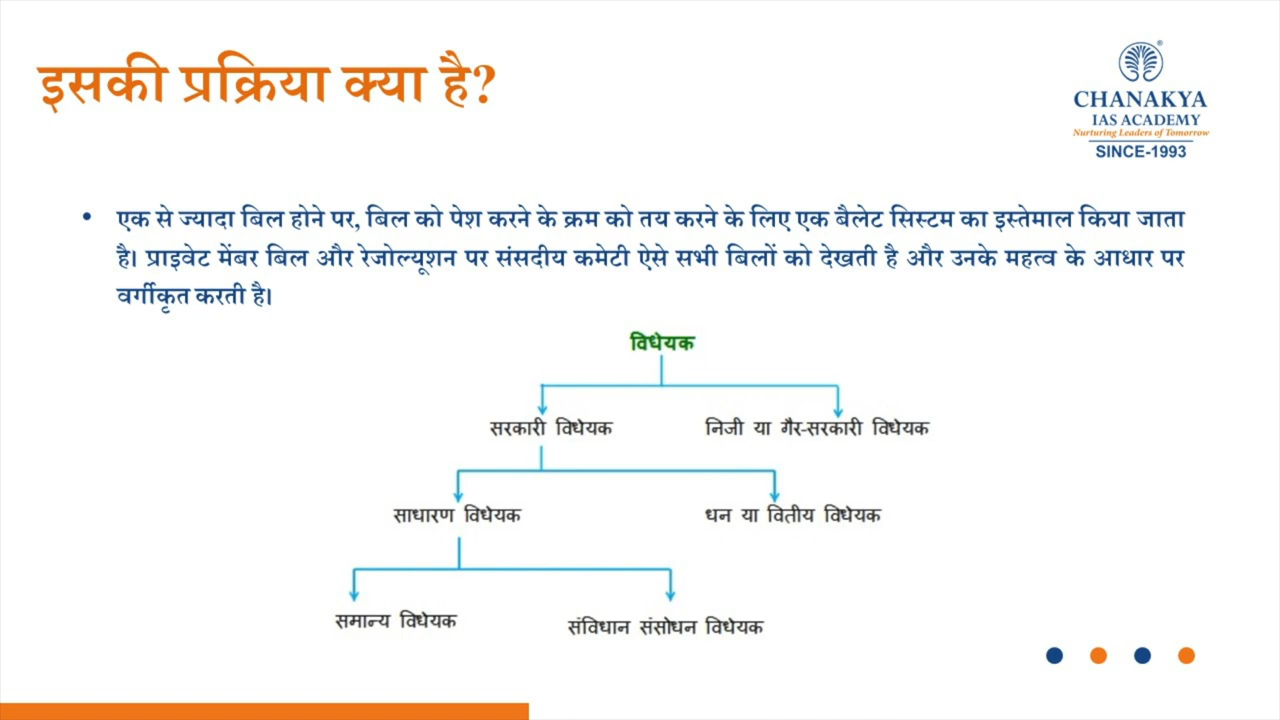 इसकी प्रक्रिया क्या है?
CHANAKYA
IAS ACADEMY
Nurturing Leaders of Tomorrow
SINCE-1993
• एक से ज्यादा बिल होने पर, बिल को पेश करने के क्रम को तय करने के लिए एक बैलेट सिस्टम का इस्तेमाल किया जाता
है। प्राइवेट मेंबर बिल और रेजोल्यूशन पर संसदीय कमेटी ऐसे सभी बिलों को देखती है और उनके महत्व के आधार पर
वर्गीकृत करती है।
विधेयक
सरकारी विधेयक
निजी या गैर-सरकारी विधेयक
साधारण विधेयक
धन या वितीय विधेयक
समान्य विधेयक
संविधान संसोधन विधेयक